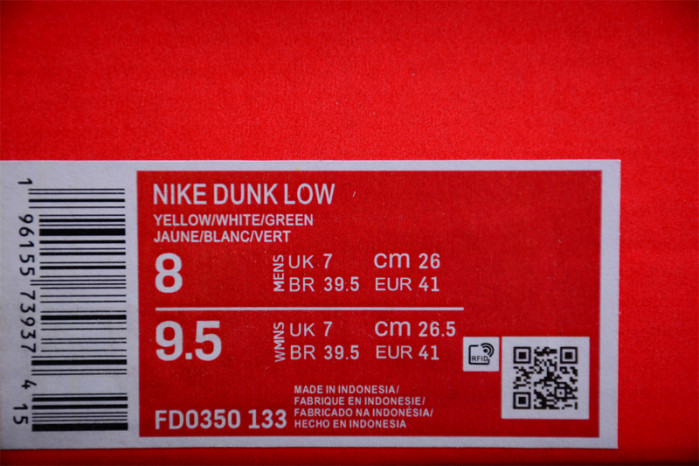 1 96155 73937 4 15
NIKE DUNK LOW
YELLOW/WHITE/GREEN
JAUNE/BLANC/VERT
8 MENS UK 7 cm 26
BR 39.5 EUR 41
9.5 WMNS UK 7 cm 26.5
BR 39.5 EUR 41
RFID
MADE IN INDONESIA/
FABRIQUE EN INDONESIE/
FABRICADO NA INDONÉSIA/
HECHO EN INDONESIA
FD0350 133